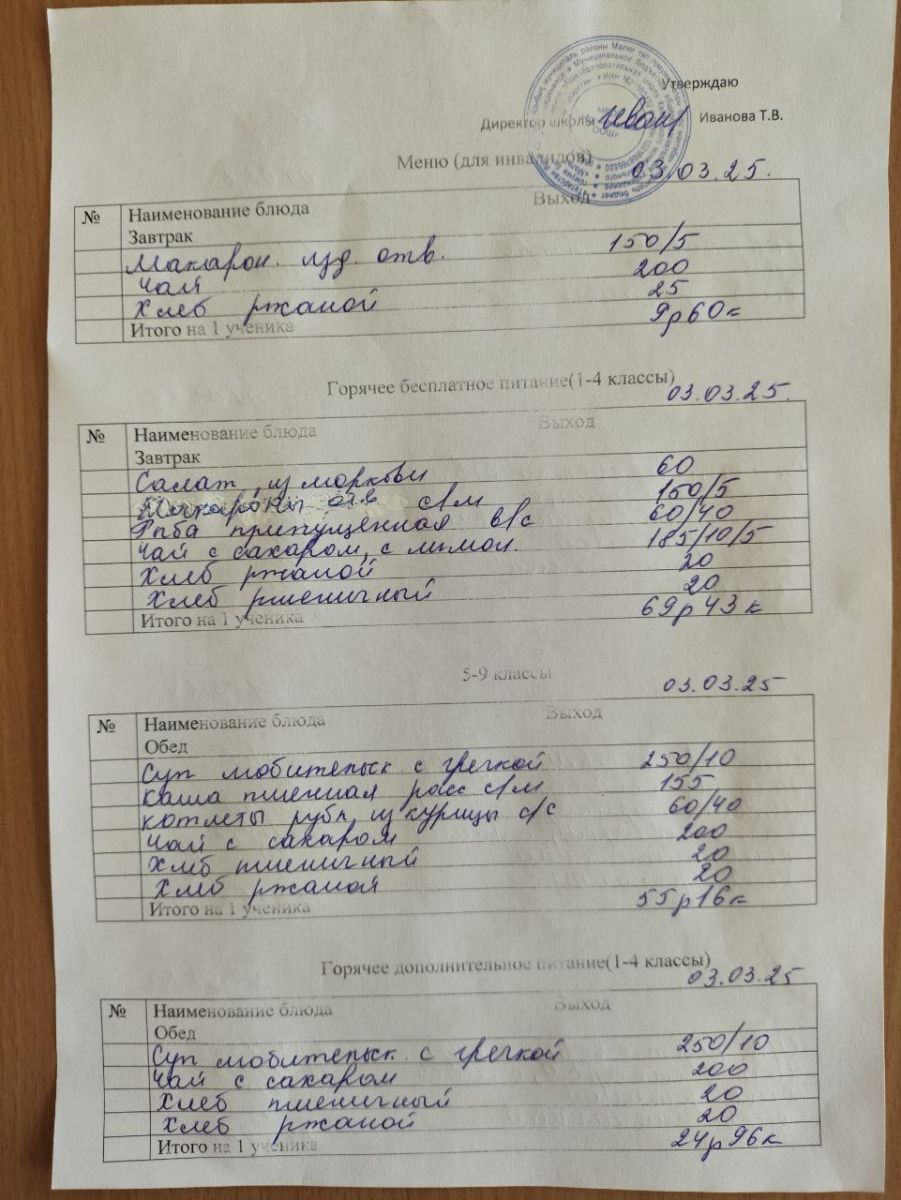 Утверждаю
Директор школы Иванова Т.В.
Меню (для инвалидов) 03.03.25.
№ Наименование блюда Выход
Завтрак
Макарон. изд. отв. 150/5
Чай 200
Хлеб ржаной 25
Итого на 1 ученика 9р60к
Горячее бесплатное питание(1-4 классы) 03.03.25.
№ Наименование блюда Выход
Завтрак
Салат из моркови 60
Макароны отв с/м 150/5
Рыба припущенная в/с 60/40
Чай с сахаром, с лимон. 185/10/5
Хлеб ржаной 20
Хлеб пшеничный 20
Итого на 1 ученика 69р43к
5-9 классы 03.03.25
№ Наименование блюда Выход
Обед
Суп любительск с гречкой 250/10
Каша пшенная расс с/м 155
Котлеты рубл из курицы с/с 60/40
Чай с сахаром 200
Хлеб пшеничный 20
Хлеб ржаной 20
Итого на 1 ученика 55р16к
Горячее дополнительное питание(1-4 классы) 03.03.25
№ Наименование блюда Выход
Обед
Суп любительск. с гречкой 250/10
Чай с сахаром 200
Хлеб пшеничный 20
Хлеб ржаной 20
Итого на 1 ученика 24р96к